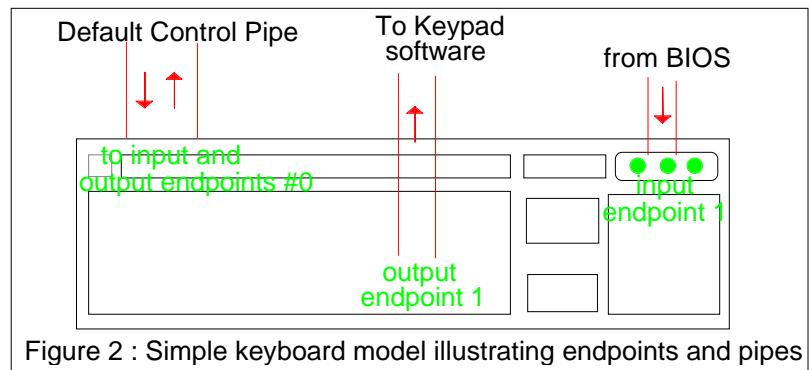 Default Control Pipe
To Keypad
software
from BIOS
to input and
output endpoints #0
input
endpoint 1
output
endpoint 1
Figure 2 : Simple keyboard model illustrating endpoints and pipes